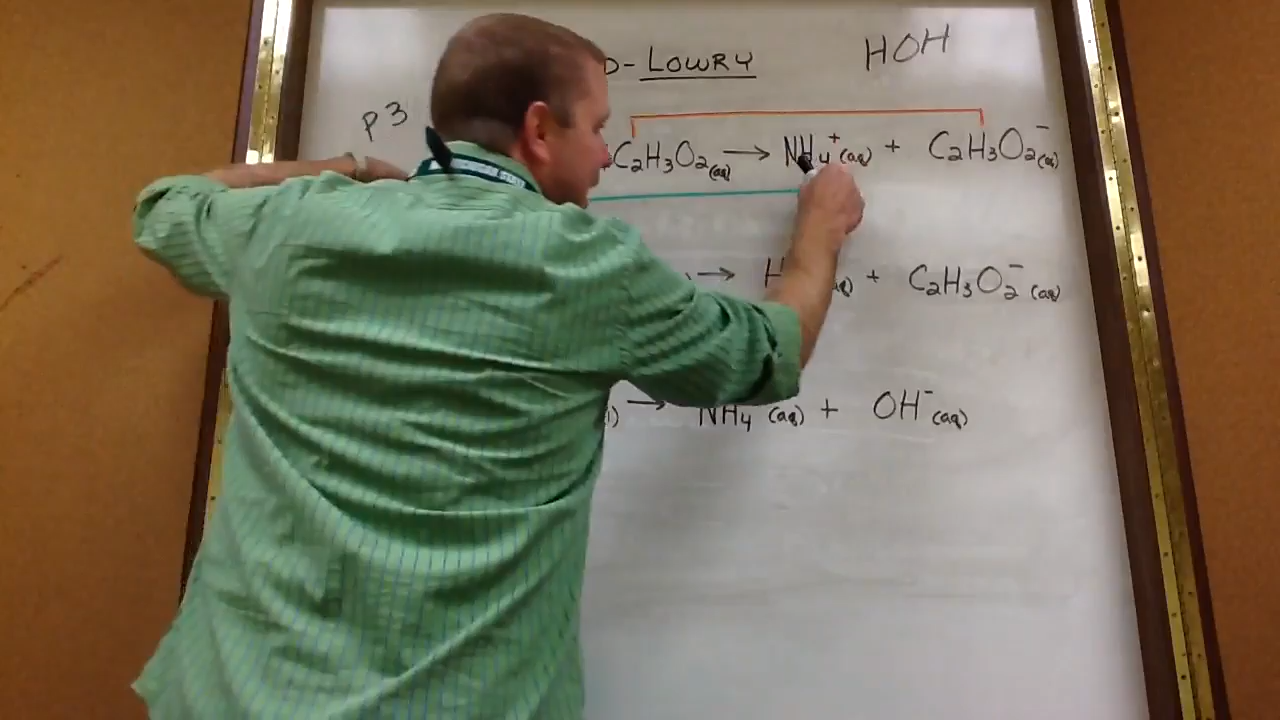 D-LOWRY
HOH
P3
C₂H₃O₂(aq) → NH₄⁺(aq) + C₂H₃O₂⁻(aq)
→ H + C₂H₃O₂⁻(aq)
→ NH₄ (aq) + OH⁻(aq)